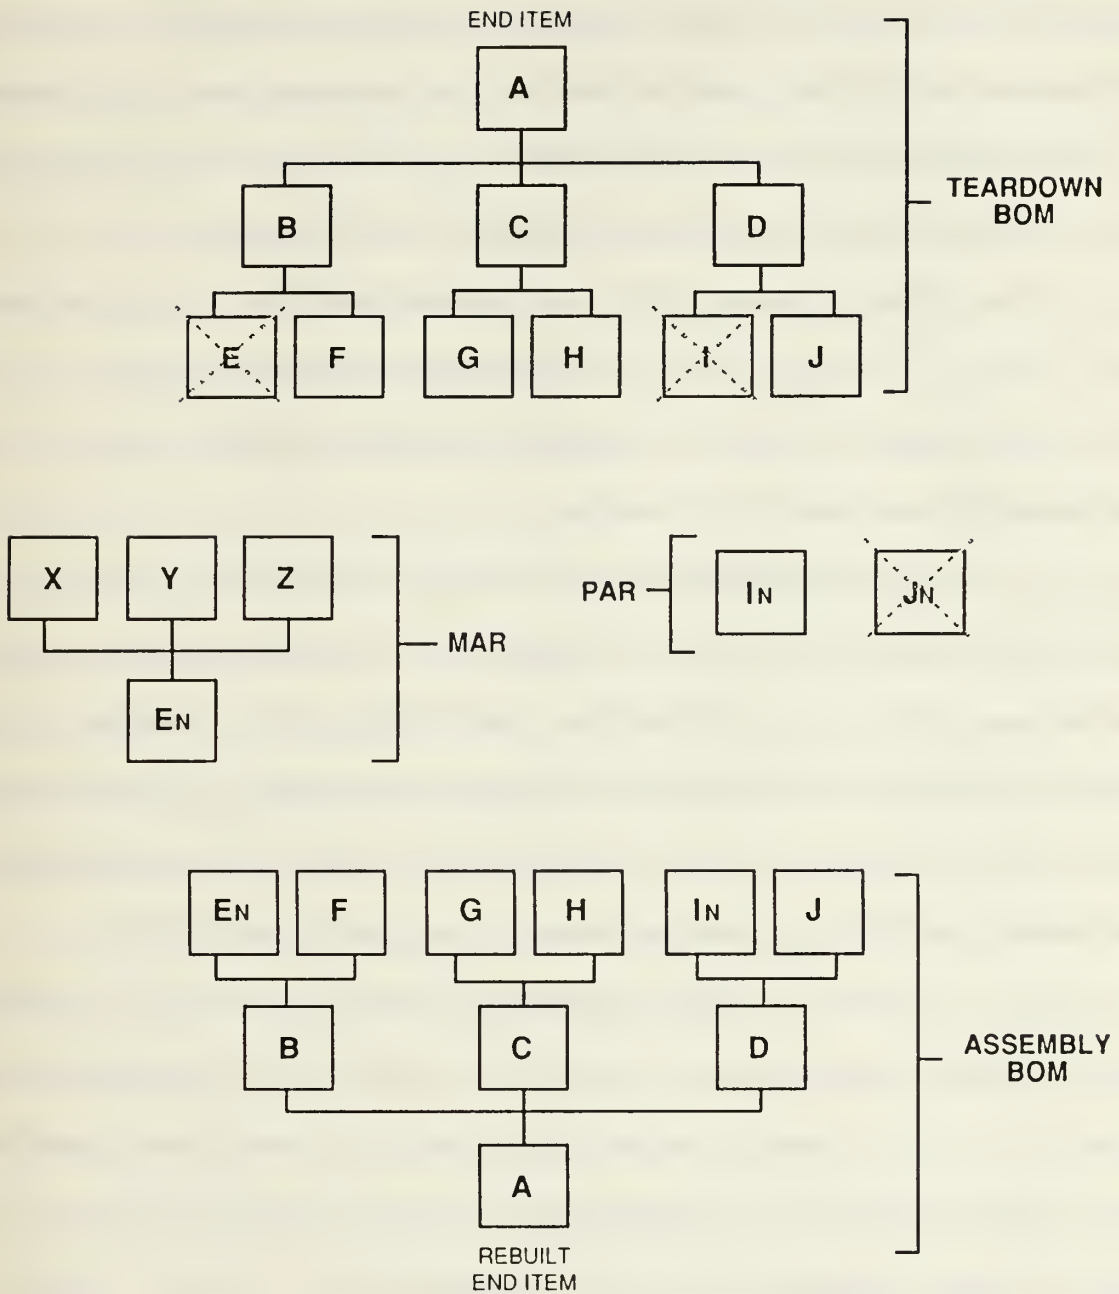 END ITEM
A
B C D
E F G H I J
TEARDOWN
BOM
X Y Z
EN
MAR
PAR
IN JN
EN F G H IN J
B C D
A
REBUILT
END ITEM
ASSEMBLY
BOM